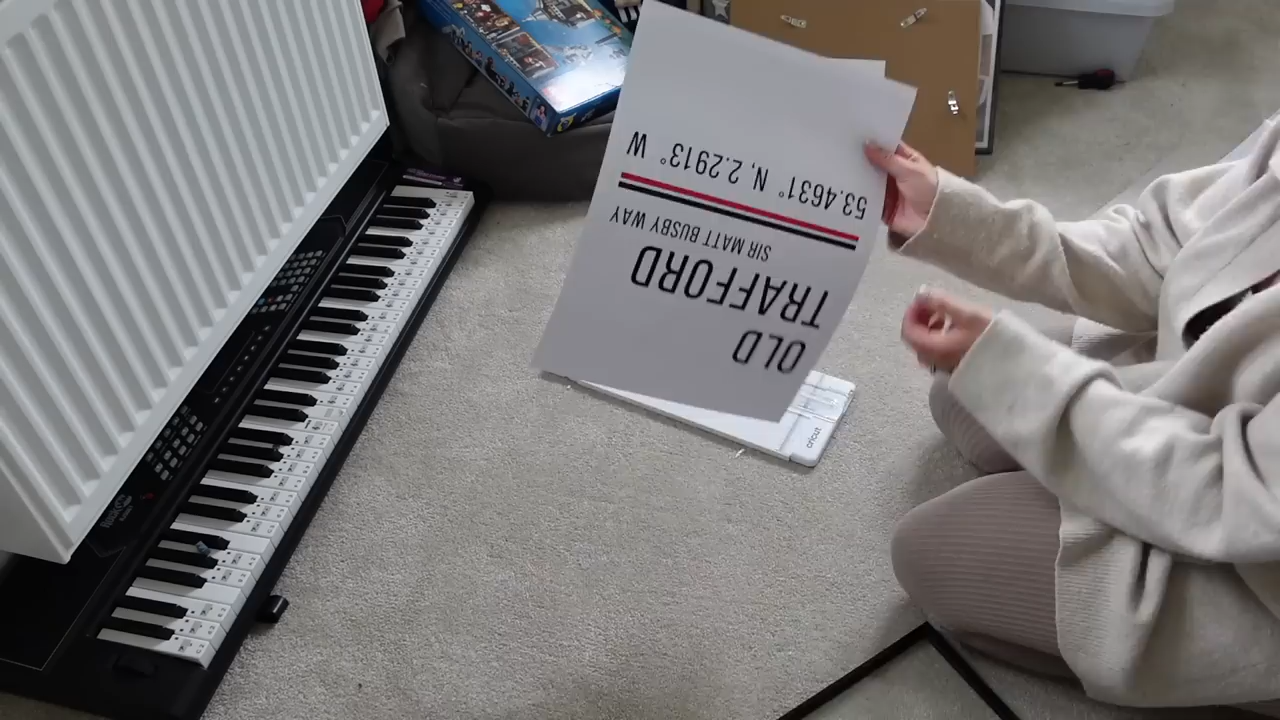 OLD
TRAFFORD
SIR MATT BUSBY WAY
53.4631° N, 2.2913° W
cricut